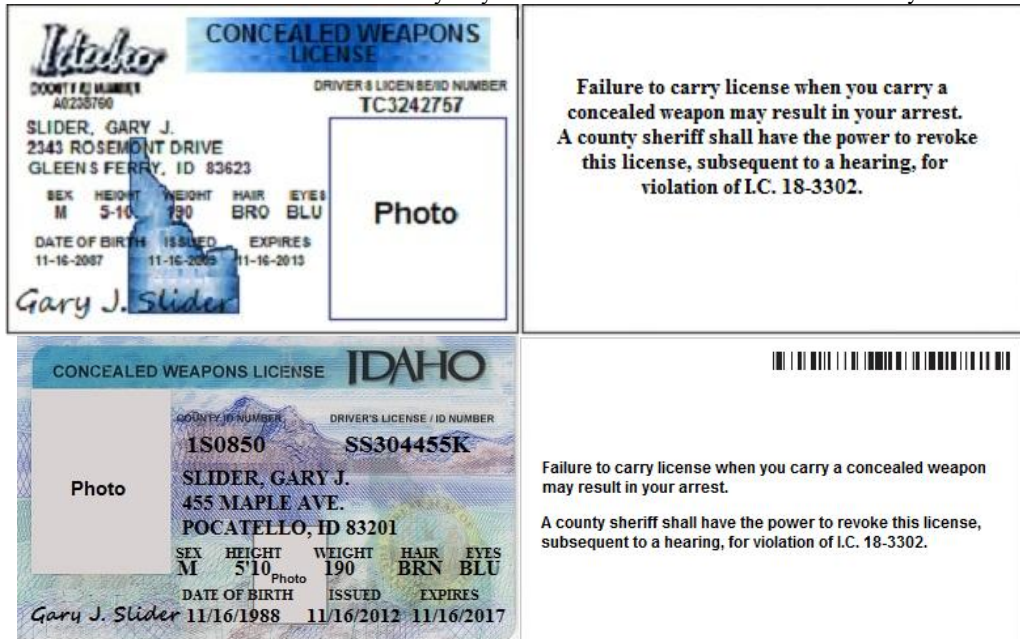 CONCEALED WEAPONS
LICENSE
Idaho
COUNTY ID NUMBER
A0238760
DRIVER'S LICENSE/ID NUMBER
TC3242757
SLIDER, GARY J.
2343 ROSEMONT DRIVE
GLEENS FERRY, ID 83623
SEX HEIGHT WEIGHT HAIR EYES
M 5-10 190 BRO BLU
Photo
DATE OF BIRTH ISSUED EXPIRES
11-16-2087 11-16-2009 11-16-2013
Gary J. Slider
Failure to carry license when you carry a
concealed weapon may result in your arrest.
A county sheriff shall have the power to revoke
this license, subsequent to a hearing, for
violation of I.C. 18-3302.
CONCEALED WEAPONS LICENSE IDAHO
COUNTY ID NUMBER DRIVER'S LICENSE / ID NUMBER
1S0850 SS304455K
Photo
SLIDER, GARY J.
455 MAPLE AVE.
POCATELLO, ID 83201
SEX HEIGHT WEIGHT HAIR EYES
M 5'10 190 BRN BLU
Photo
DATE OF BIRTH ISSUED EXPIRES
Gary J. Slider 11/16/1988 11/16/2012 11/16/2017
Failure to carry license when you carry a concealed weapon
may result in your arrest.
A county sheriff shall have the power to revoke this license,
subsequent to a hearing, for violation of I.C. 18-3302.